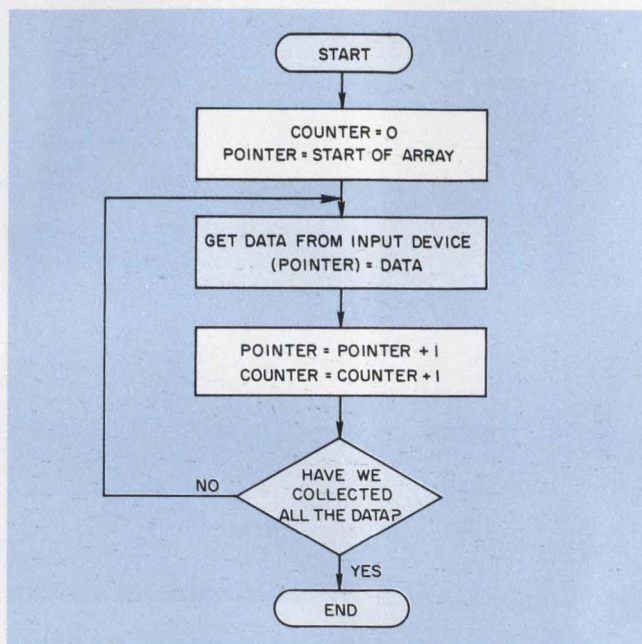 START
COUNTER = 0
POINTER = START OF ARRAY
GET DATA FROM INPUT DEVICE
(POINTER) = DATA
POINTER = POINTER + 1
COUNTER = COUNTER + 1
HAVE WE
COLLECTED
ALL THE DATA?
NO
YES
END